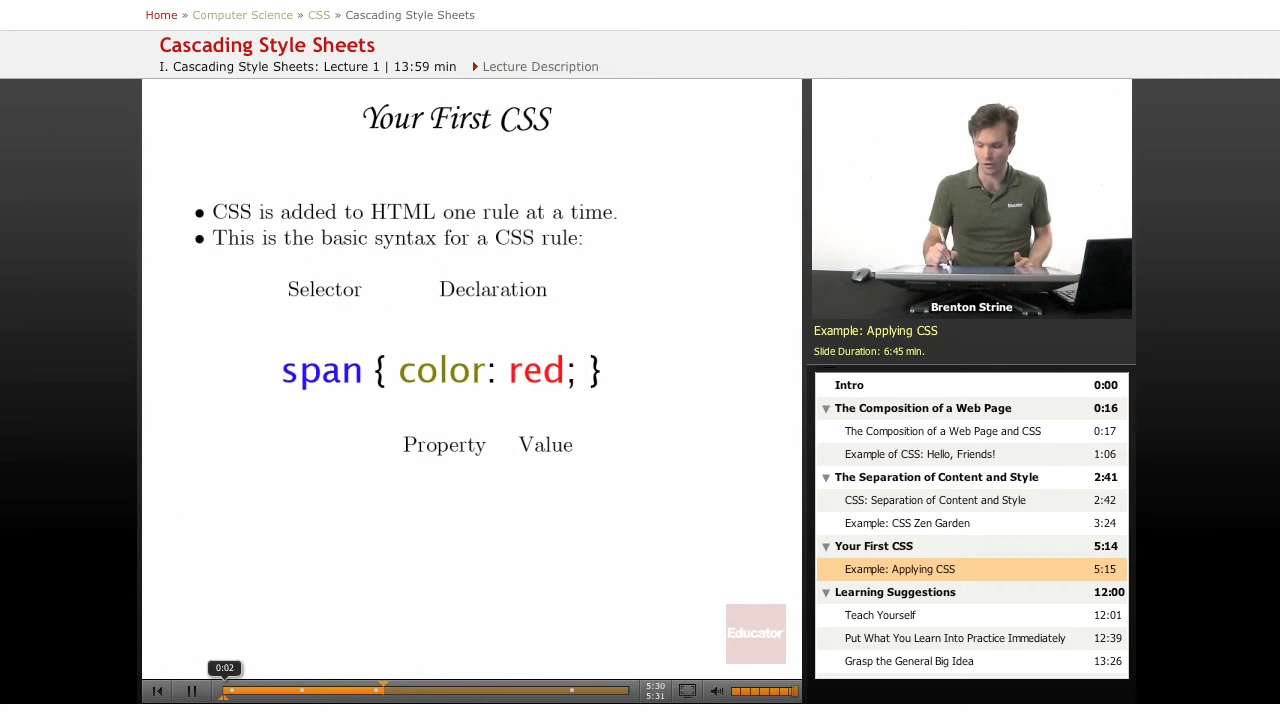 Home » Computer Science » CSS » Cascading Style Sheets
Cascading Style Sheets
I. Cascading Style Sheets: Lecture 1 | 13:59 min Lecture Description
Your First CSS
• CSS is added to HTML one rule at a time.
• This is the basic syntax for a CSS rule:
Selector Declaration
span { color: red; }
Property Value
Educator
0:02
5:30
5:31
Educator
Brenton Strine
Example: Applying CSS
Slide Duration: 6:45 min.
Intro 0:00
The Composition of a Web Page 0:16
The Composition of a Web Page and CSS 0:17
Example of CSS: Hello, Friends! 1:06
The Separation of Content and Style 2:41
CSS: Separation of Content and Style 2:42
Example: CSS Zen Garden 3:24
Your First CSS 5:14
Example: Applying CSS 5:15
Learning Suggestions 12:00
Teach Yourself 12:01
Put What You Learn Into Practice Immediately 12:39
Grasp the General Big Idea 13:26